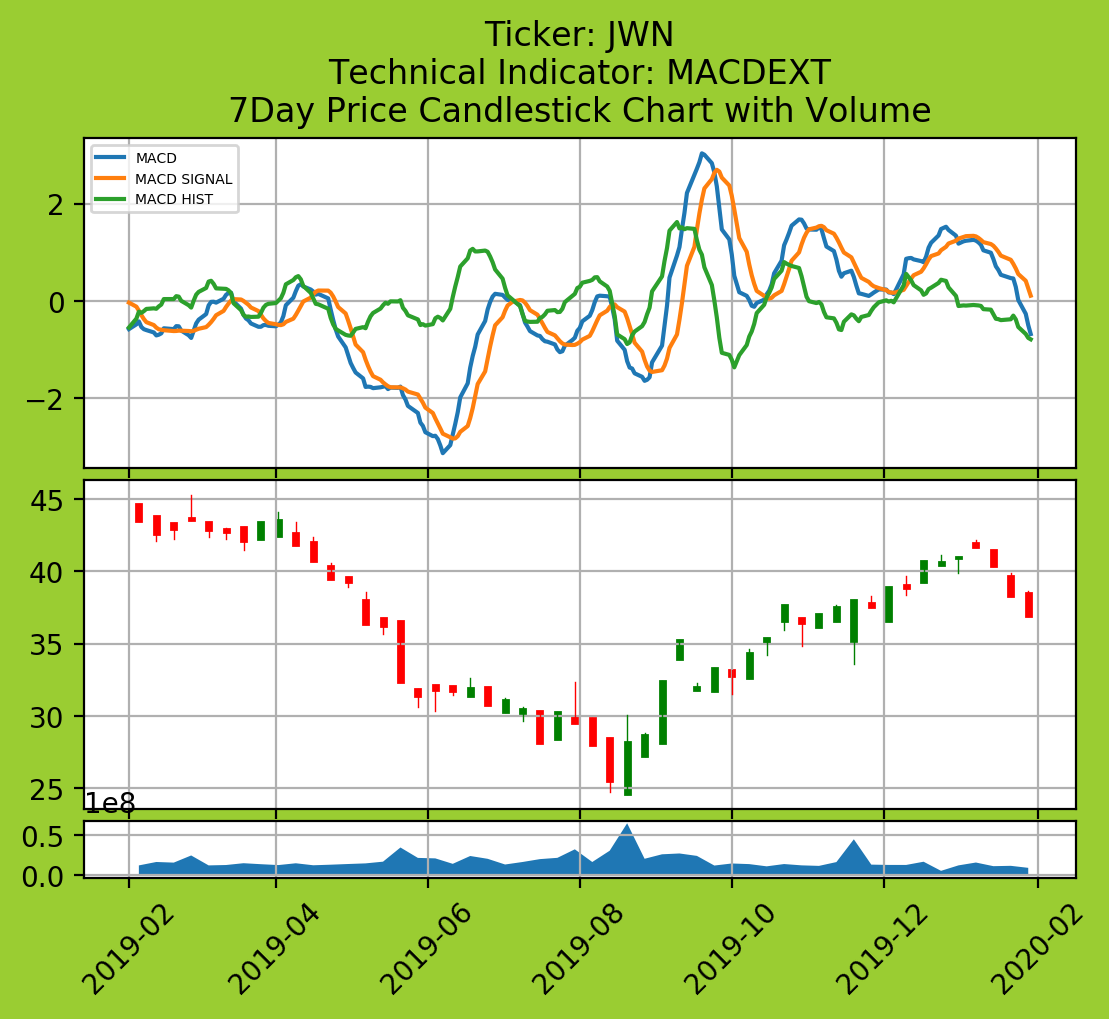 Ticker: JWN
Technical Indicator: MACDEXT
7Day Price Candlestick Chart with Volume
MACD
MACD SIGNAL
MACD HIST
2
0
−2
45
40
35
30
25
1e8
0.5
0.0
2019-02
2019-04
2019-06
2019-08
2019-10
2019-12
2020-02